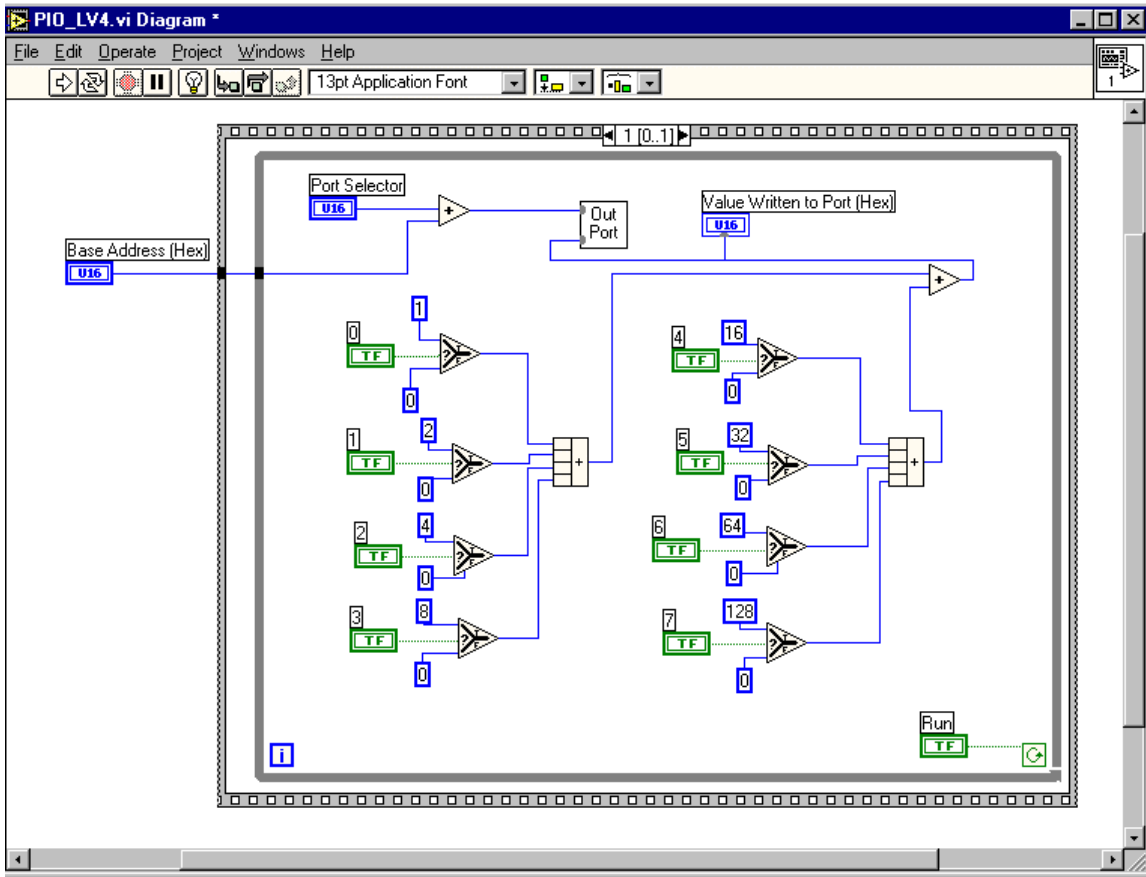 PIO_LV4.vi Diagram *
File Edit Operate Project Windows Help
13pt Application Font
1
1 [0..1]
Port Selector
U16
+
Out
Port
Value Written to Port (Hex)
U16
Base Address (Hex)
U16
+
1
0
TF
? T F
0
16
4
TF
? T F
0
2
1
TF
? T F
0
+
32
5
TF
? T F
0
+
4
2
TF
? T F
0
64
6
TF
? T F
0
8
3
TF
? T F
0
128
7
TF
? T F
0
Run
TF
i